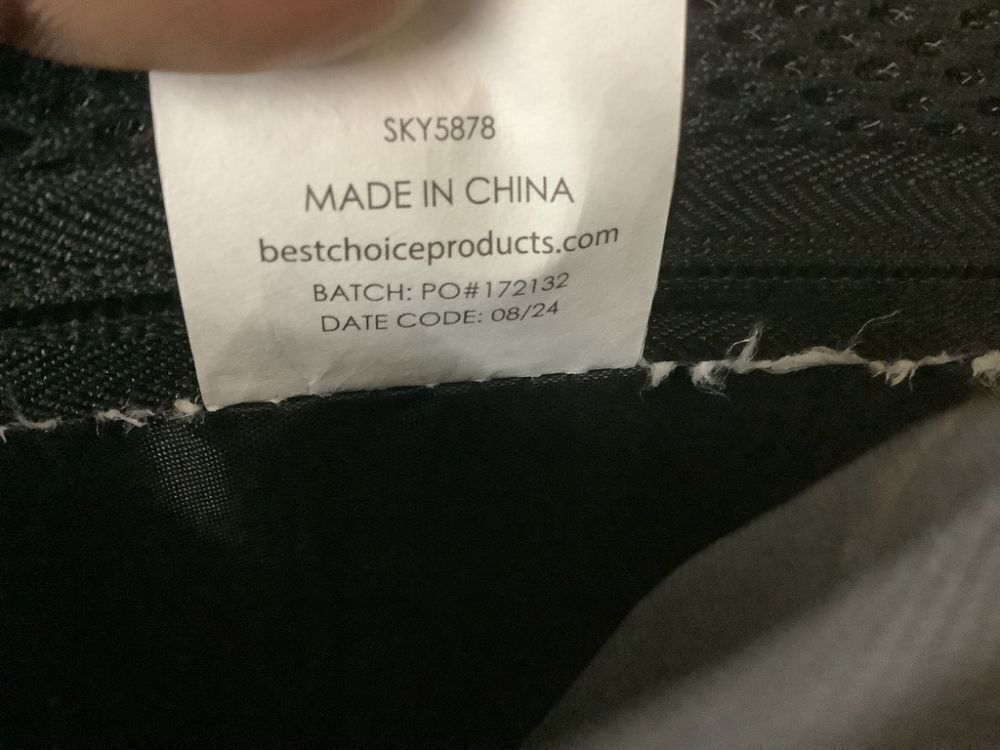 SKY5878
MADE IN CHINA
bestchoiceproducts.com
BATCH: PO#172132
DATE CODE: 08/24